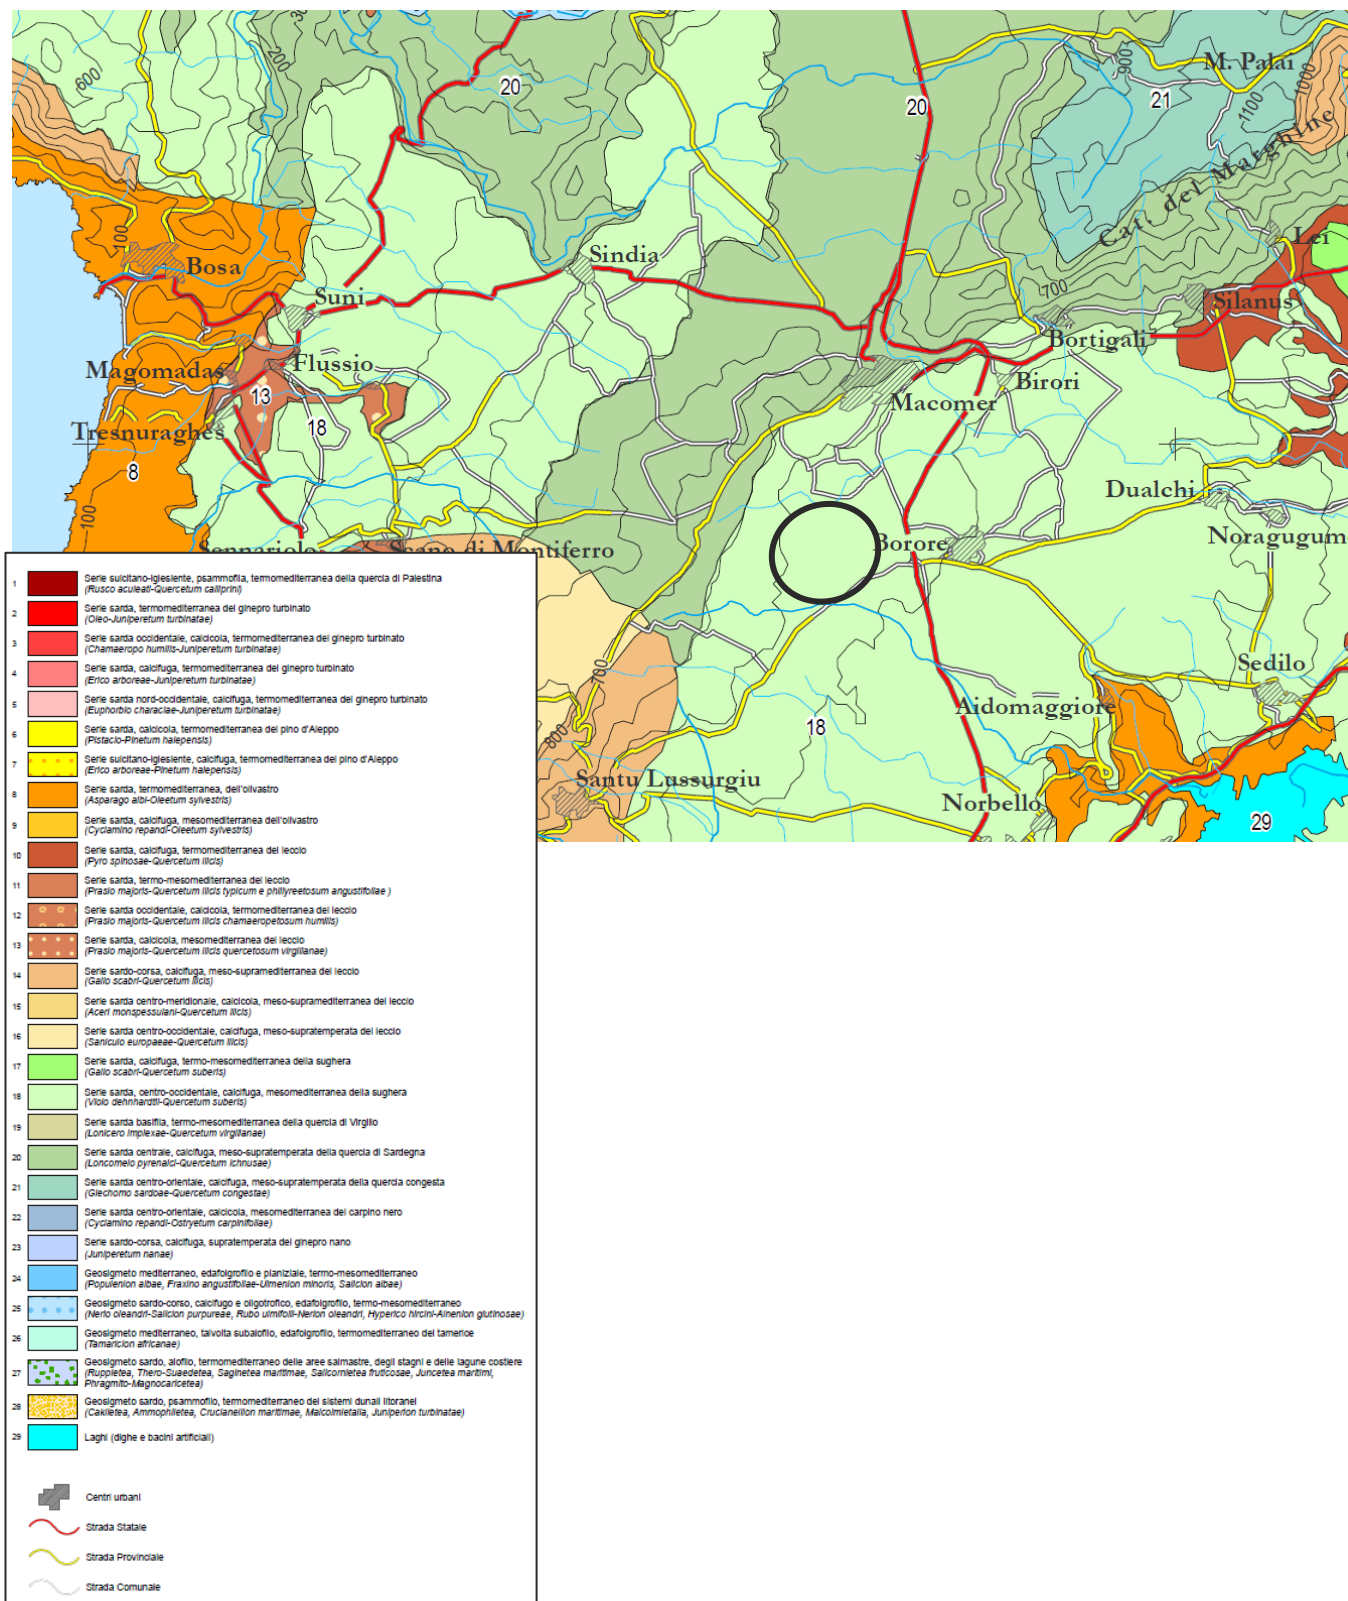 600
200
20
20
900
M. Palai
21
1000
1100
Cat. del Marghine
100
Bosa
Sindia
Lei
Suni
700
Silanus
Bortigali
Magomadas
Flussio
Birori
13
Macomer
Tresnuraghes
18
8
Dualchi
100
Noragugume
Sennariolo
Scano di Montiferro
Borore
700
Sedilo
Aidomaggiore
18
800
Santu Lussurgiu
Norbello
29
1 Serie sulcitano-iglesiente, psammofila, termomediterranea della quercia di Palestina
(Rusco aculeati-Quercetum calliprini)
2 Serie sarda, termomediterranea del ginepro turbinato
(Oleo-Juniperetum turbinatae)
3 Serie sarda occidentale, calcicola, termomediterranea del ginepro turbinato
(Chamaeropo humilis-Juniperetum turbinatae)
4 Serie sarda, calcifuga, termomediterranea del ginepro turbinato
(Erico arboreae-Juniperetum turbinatae)
5 Serie sarda nord-occidentale, calcifuga, termomediterranea del ginepro turbinato
(Euphorbio characiae-Juniperetum turbinatae)
6 Serie sarda, calcicola, termomediterranea del pino d'Aleppo
(Pistacio-Pinetum halepensis)
7 Serie sulcitano-iglesiente, calcifuga, termomediterranea del pino d'Aleppo
(Erico arboreae-Pinetum halepensis)
8 Serie sarda, termomediterranea, dell'olivastro
(Asparago albi-Oleetum sylvestris)
9 Serie sarda, calcifuga, mesomediterranea dell'olivastro
(Cyclamino repandi-Oleetum sylvestris)
10 Serie sarda, calcifuga, termomediterranea del leccio
(Pyro spinosae-Quercetum ilicis)
11 Serie sarda, termo-mesomediterranea del leccio
(Prasio majoris-Quercetum ilicis typicum e phillyreetosum angustifoliae )
12 Serie sarda occidentale, calcicola, termomediterranea del leccio
(Prasio majoris-Quercetum ilicis chamaeropetosum humilis)
13 Serie sarda, calcicola, mesomediterranea del leccio
(Prasio majoris-Quercetum ilicis quercetosum virgilianae)
14 Serie sardo-corsa, calcifuga, meso-supramediterranea del leccio
(Galio scabri-Quercetum ilicis)
15 Serie sarda centro-meridionale, calcicola, meso-supramediterranea del leccio
(Aceri monspessulani-Quercetum ilicis)
16 Serie sarda centro-occidentale, calcifuga, meso-supratemperata del leccio
(Saniculo europaeae-Quercetum ilicis)
17 Serie sarda, calcifuga, termo-mesomediterranea della sughera
(Galio scabri-Quercetum suberis)
18 Serie sarda, centro-occidentale, calcifuga, mesomediterranea della sughera
(Violo dehnhardtii-Quercetum suberis)
19 Serie sarda basifila, termo-mesomediterranea della quercia di Virgilio
(Lonicero implexae-Quercetum virgilianae)
20 Serie sarda centrale, calcifuga, meso-supratemperata della quercia di Sardegna
(Loncomelo pyrenaici-Quercetum ichnusae)
21 Serie sarda centro-orientale, calcifuga, meso-supratemperata della quercia congesta
(Glechomo sardoae-Quercetum congestae)
22 Serie sarda centro-orientale, calcicola, mesomediterranea del carpino nero
(Cyclamino repandi-Ostryetum carpinifoliae)
23 Serie sardo-corsa, calcifuga, supratemperata del ginepro nano
(Juniperetum nanae)
24 Geosigmeto mediterraneo, edafoigrofilo e planiziale, termo-mesomediterraneo
(Populenion albae, Fraxino angustifoliae-Ulmenion minoris, Salicion albae)
25 Geosigmeto sardo-corso, calcifugo e oligotrofico, edafoigrofilo, termo-mesomediterraneo
(Nerio oleandri-Salicion purpureae, Rubo ulmifolii-Nerion oleandri, Hyperico hircini-Alnenion glutinosae)
26 Geosigmeto mediterraneo, talvolta subalofilo, edafoigrofilo, termomediterraneo del tamerice
(Tamaricion africanae)
27 Geosigmeto sardo, alofilo, termomediterraneo delle aree salmastre, degli stagni e delle lagune costiere
(Ruppietea, Thero-Suaedetea, Saginetea maritimae, Salicornietea fruticosae, Juncetea maritimi,
Phragmito-Magnocaricetea)
28 Geosigmeto sardo, psammofilo, termomediterraneo dei sistemi dunali litoranei
(Cakiletea, Ammophiletea, Crucianellion maritimae, Malcolmietalia, Juniperion turbinatae)
29 Laghi (dighe e bacini artificiali)
Centri urbani
Strada Statale
Strada Provinciale
Strada Comunale